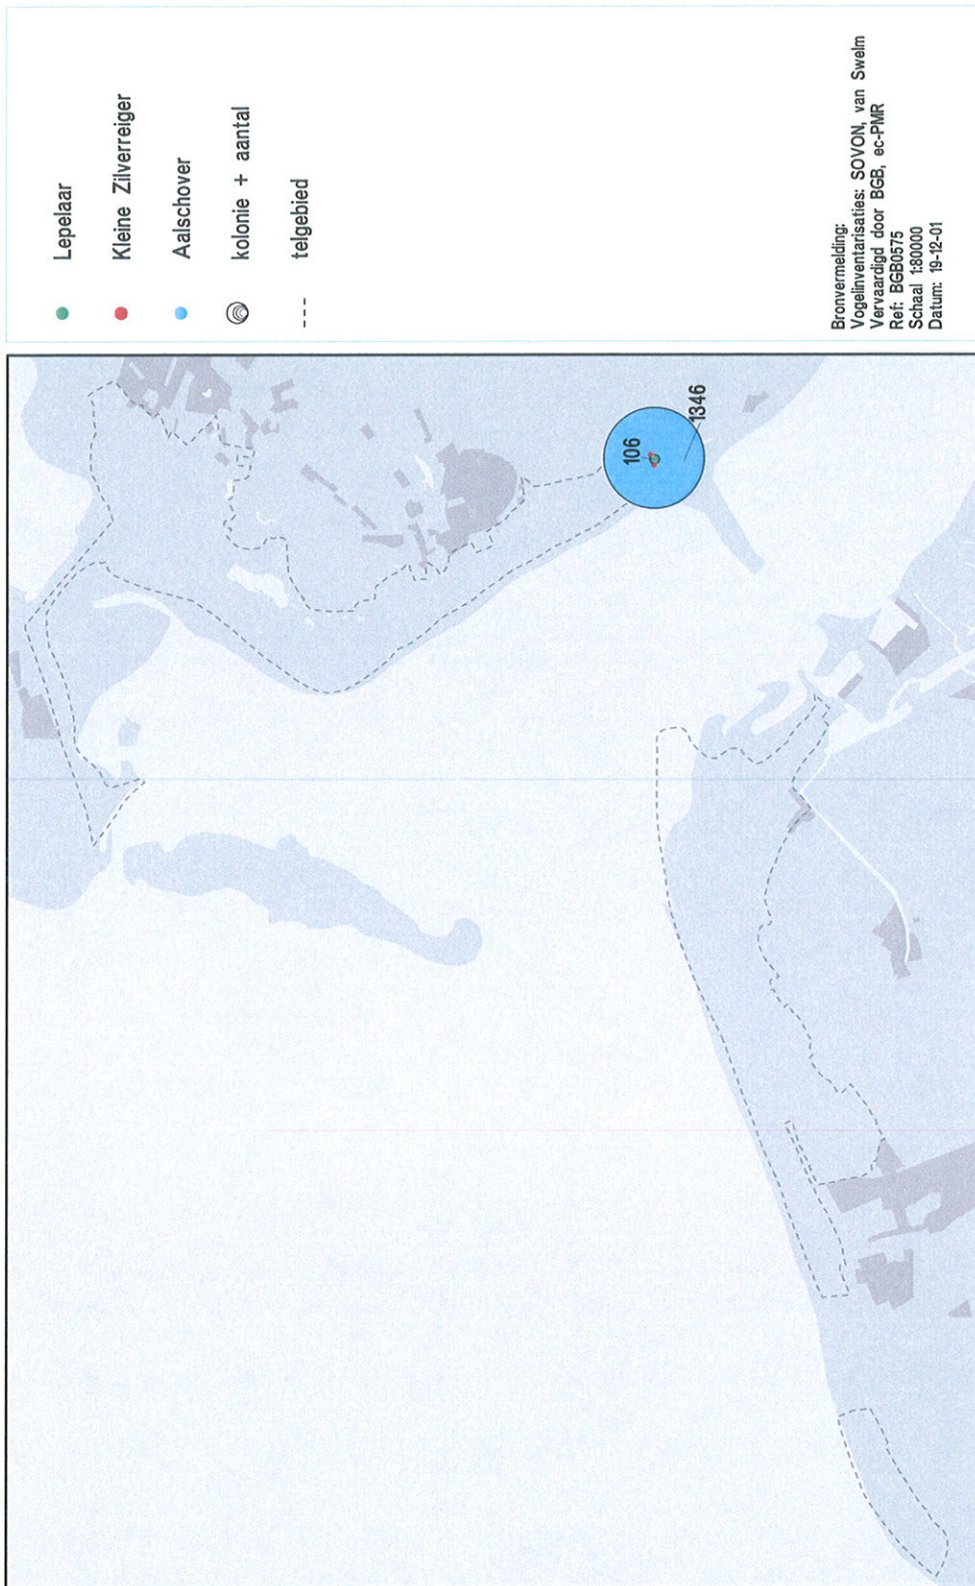 Lepelaar
Kleine Zilverreiger
Aalschover
kolonie + aantal
telgebied
Bronvermelding:
Vogelinventarisaties: SOVON, van Swelm
Vervaardigd door BGB, ec-PMR
Ref: BGB0575
Schaal 1:80000
Datum: 19-12-01
106
1346